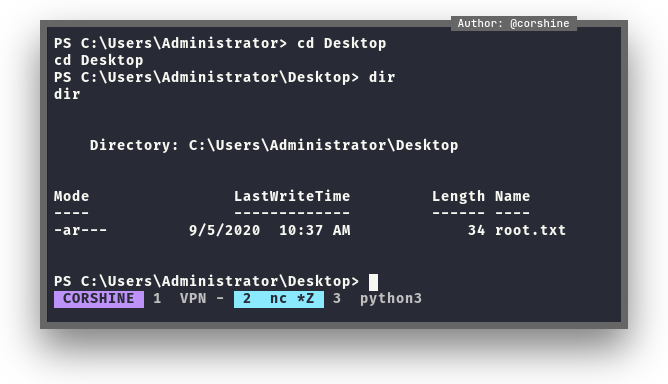 Author: @corshine
PS C:\Users\Administrator> cd Desktop
cd Desktop
PS C:\Users\Administrator\Desktop> dir
dir
    Directory: C:\Users\Administrator\Desktop
Mode                LastWriteTime         Length Name
----                -------------         ------ ----
-ar---         9/5/2020  10:37 AM             34 root.txt
PS C:\Users\Administrator\Desktop>
CORSHINE  1  VPN -  2  nc *Z  3  python3